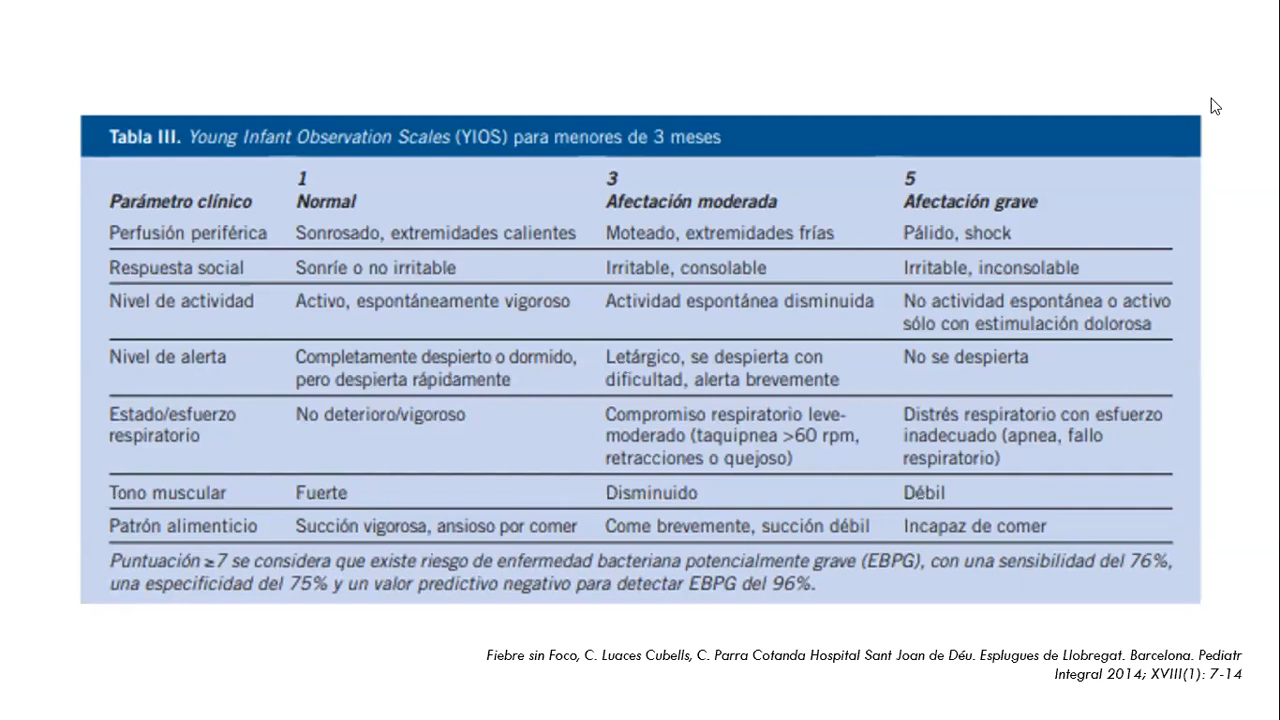 Tabla III. Young Infant Observation Scales (YIOS) para menores de 3 meses
1 3 5
Parámetro clínico Normal Afectación moderada Afectación grave
Perfusión periférica Sonrosado, extremidades calientes Moteado, extremidades frías Pálido, shock
Respuesta social Sonríe o no irritable Irritable, consolable Irritable, inconsolable
Nivel de actividad Activo, espontáneamente vigoroso Actividad espontánea disminuida No actividad espontánea o activo
sólo con estimulación dolorosa
Nivel de alerta Completamente despierto o dormido, Letárgico, se despierta con No se despierta
pero despierta rápidamente dificultad, alerta brevemente
Estado/esfuerzo No deterioro/vigoroso Compromiso respiratorio leve- Distrés respiratorio con esfuerzo
respiratorio moderado (taquipnea >60 rpm, inadecuado (apnea, fallo
retracciones o quejoso) respiratorio)
Tono muscular Fuerte Disminuido Débil
Patrón alimenticio Succión vigorosa, ansioso por comer Come brevemente, succión débil Incapaz de comer
Puntuación ≥7 se considera que existe riesgo de enfermedad bacteriana potencialmente grave (EBPG), con una sensibilidad del 76%,
una especificidad del 75% y un valor predictivo negativo para detectar EBPG del 96%.
Fiebre sin Foco, C. Luaces Cubells, C. Parra Cotanda Hospital Sant Joan de Déu. Esplugues de Llobregat. Barcelona. Pediatr
Integral 2014; XVIII(1): 7-14